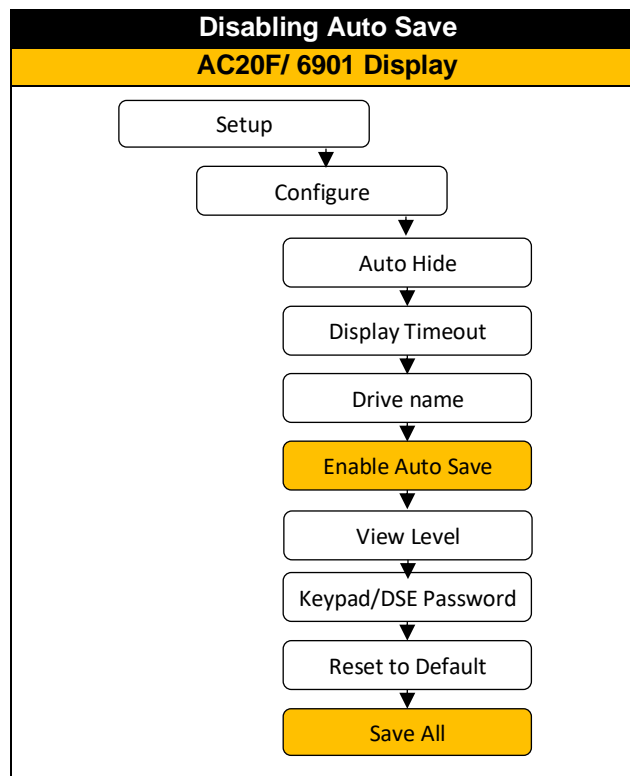 Disabling Auto Save
AC20F/ 6901 Display
Setup
Configure
Auto Hide
Display Timeout
Drive name
Enable Auto Save
View Level
Keypad/DSE Password
Reset to Default
Save All